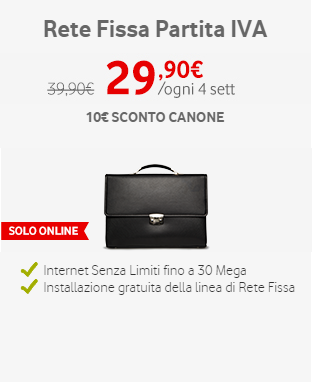 Rete Fissa Partita IVA
39,90€ 29,90€
/ogni 4 sett
10€ SCONTO CANONE
SOLO ONLINE
Internet Senza Limiti fino a 30 Mega
Installazione gratuita della linea di Rete Fissa